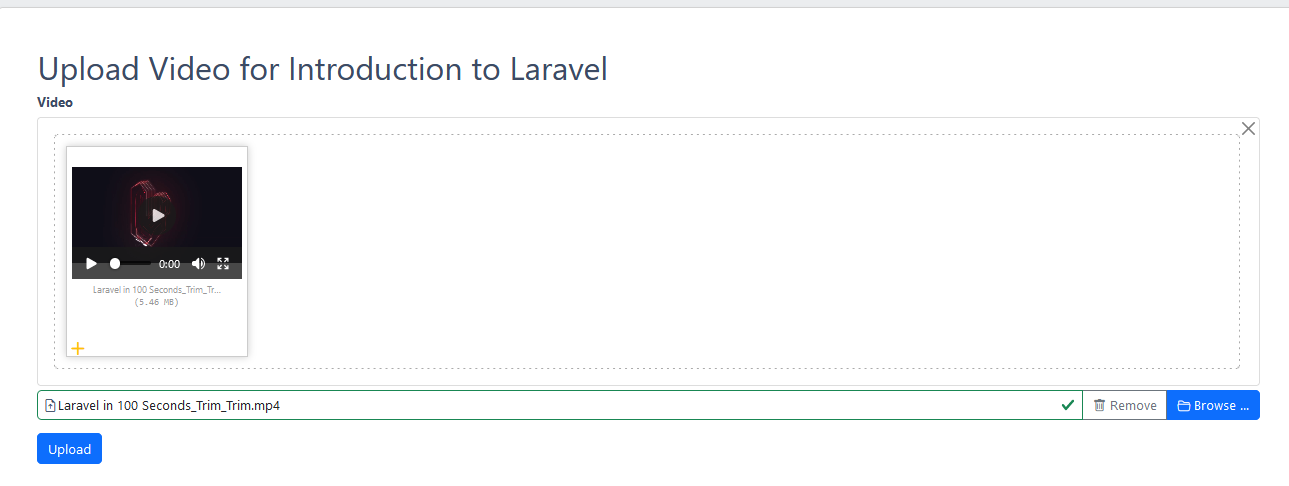 Upload Video for Introduction to Laravel
Video
0:00
Laravel in 100 Seconds_Trim_Tr...
(5.46 MB)
Laravel in 100 Seconds_Trim_Trim.mp4
Remove
Browse ...
Upload